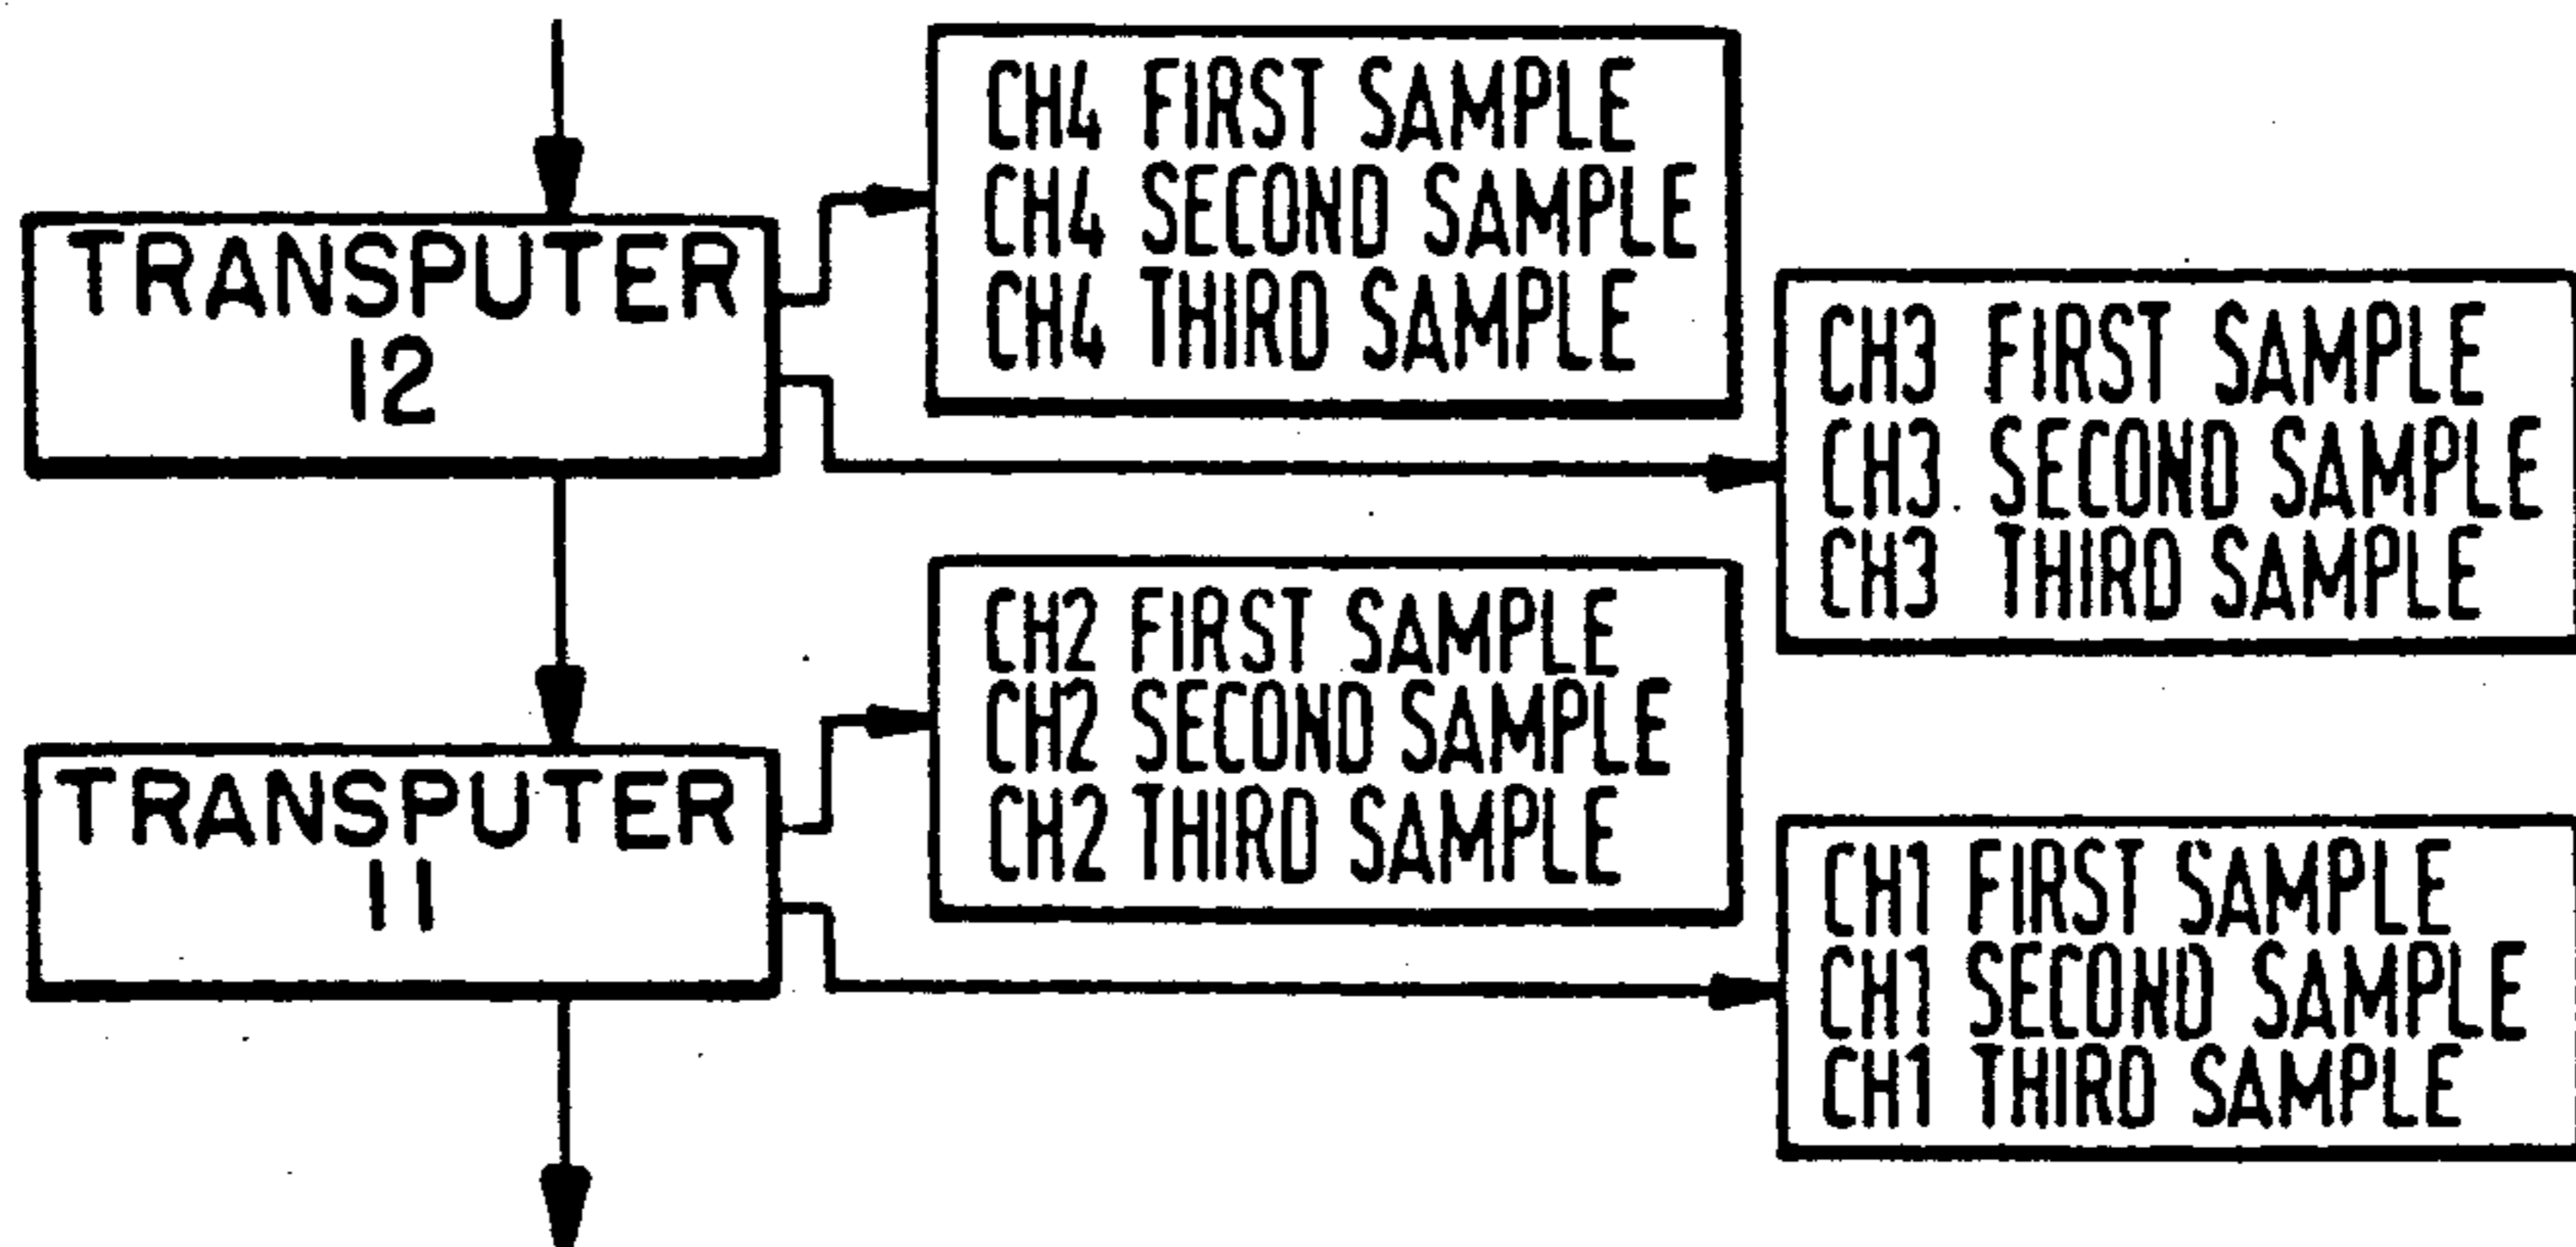 TRANSPUTER
12
CH4 FIRST SAMPLE
CH4 SECOND SAMPLE
CH4 THIRD SAMPLE
CH3 FIRST SAMPLE
CH3 SECOND SAMPLE
CH3 THIRD SAMPLE
TRANSPUTER
11
CH2 FIRST SAMPLE
CH2 SECOND SAMPLE
CH2 THIRD SAMPLE
CH1 FIRST SAMPLE
CH1 SECOND SAMPLE
CH1 THIRD SAMPLE